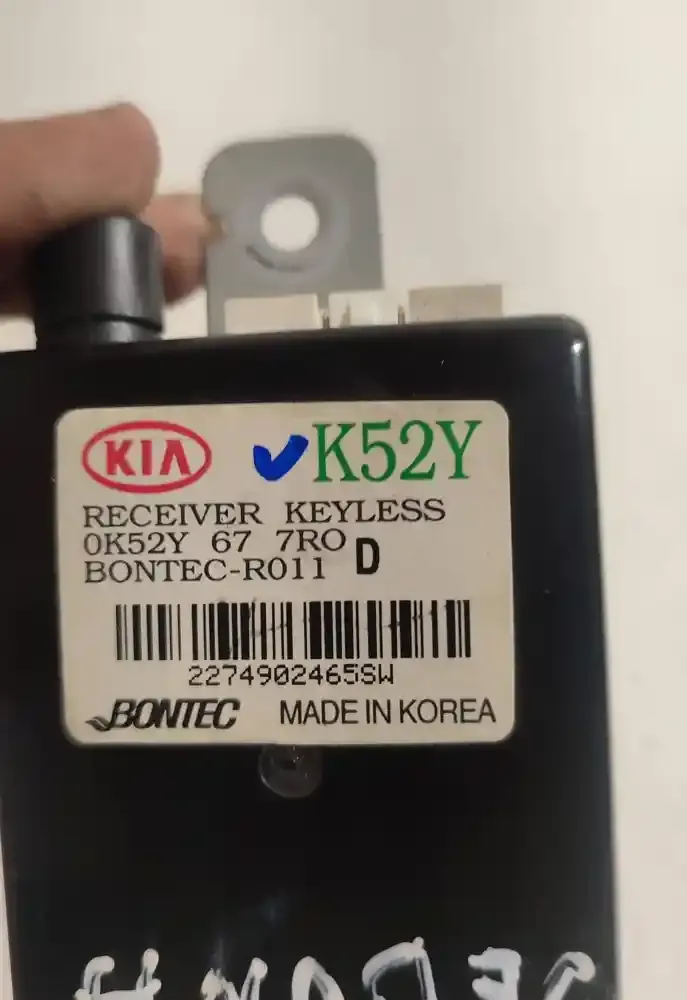 KIA K52Y
RECEIVER KEYLESS
0K52Y 67 7RO D
BONTEC-R011
2274902465SW
BONTEC MADE IN KOREA